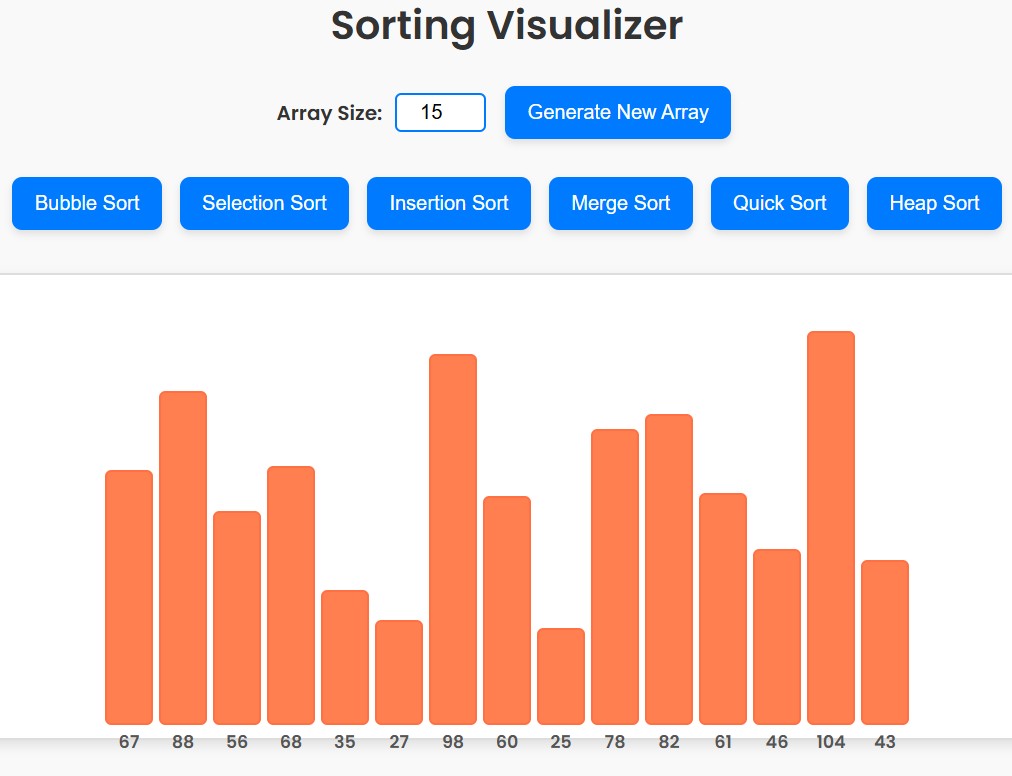 Sorting Visualizer
Array Size: 15 Generate New Array
Bubble Sort Selection Sort Insertion Sort Merge Sort Quick Sort Heap Sort
67 88 56 68 35 27 98 60 25 78 82 61 46 104 43